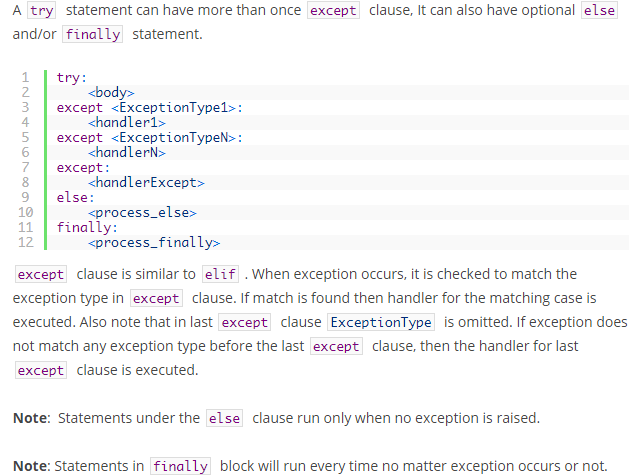 A try statement can have more than once except clause, It can also have optional else
and/or finally statement.
1 try:
2     <body>
3 except <ExceptionType1>:
4     <handler1>
5 except <ExceptionTypeN>:
6     <handlerN>
7 except:
8     <handlerExcept>
9 else:
10     <process_else>
11 finally:
12     <process_finally>
except clause is similar to elif . When exception occurs, it is checked to match the
exception type in except clause. If match is found then handler for the matching case is
executed. Also note that in last except clause ExceptionType is omitted. If exception does
not match any exception type before the last except clause, then the handler for last
except clause is executed.
Note: Statements under the else clause run only when no exception is raised.
Note: Statements in finally block will run every time no matter exception occurs or not.